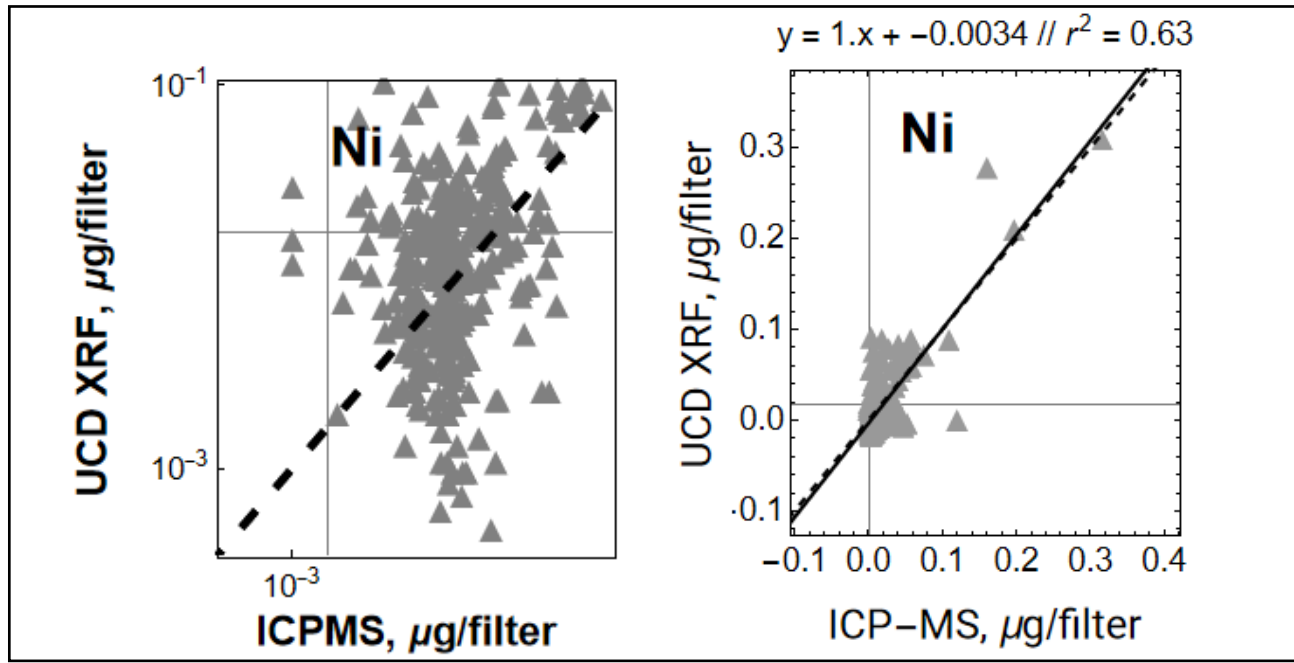 10⁻¹
Ni
UCD XRF, µg/filter
10⁻³
10⁻³
ICPMS, µg/filter
y = 1.x + −0.0034 // r² = 0.63
Ni
UCD XRF, µg/filter
0.3
0.2
0.1
0.0
·0.1
−0.1 0.0 0.1 0.2 0.3 0.4
ICP−MS, µg/filter